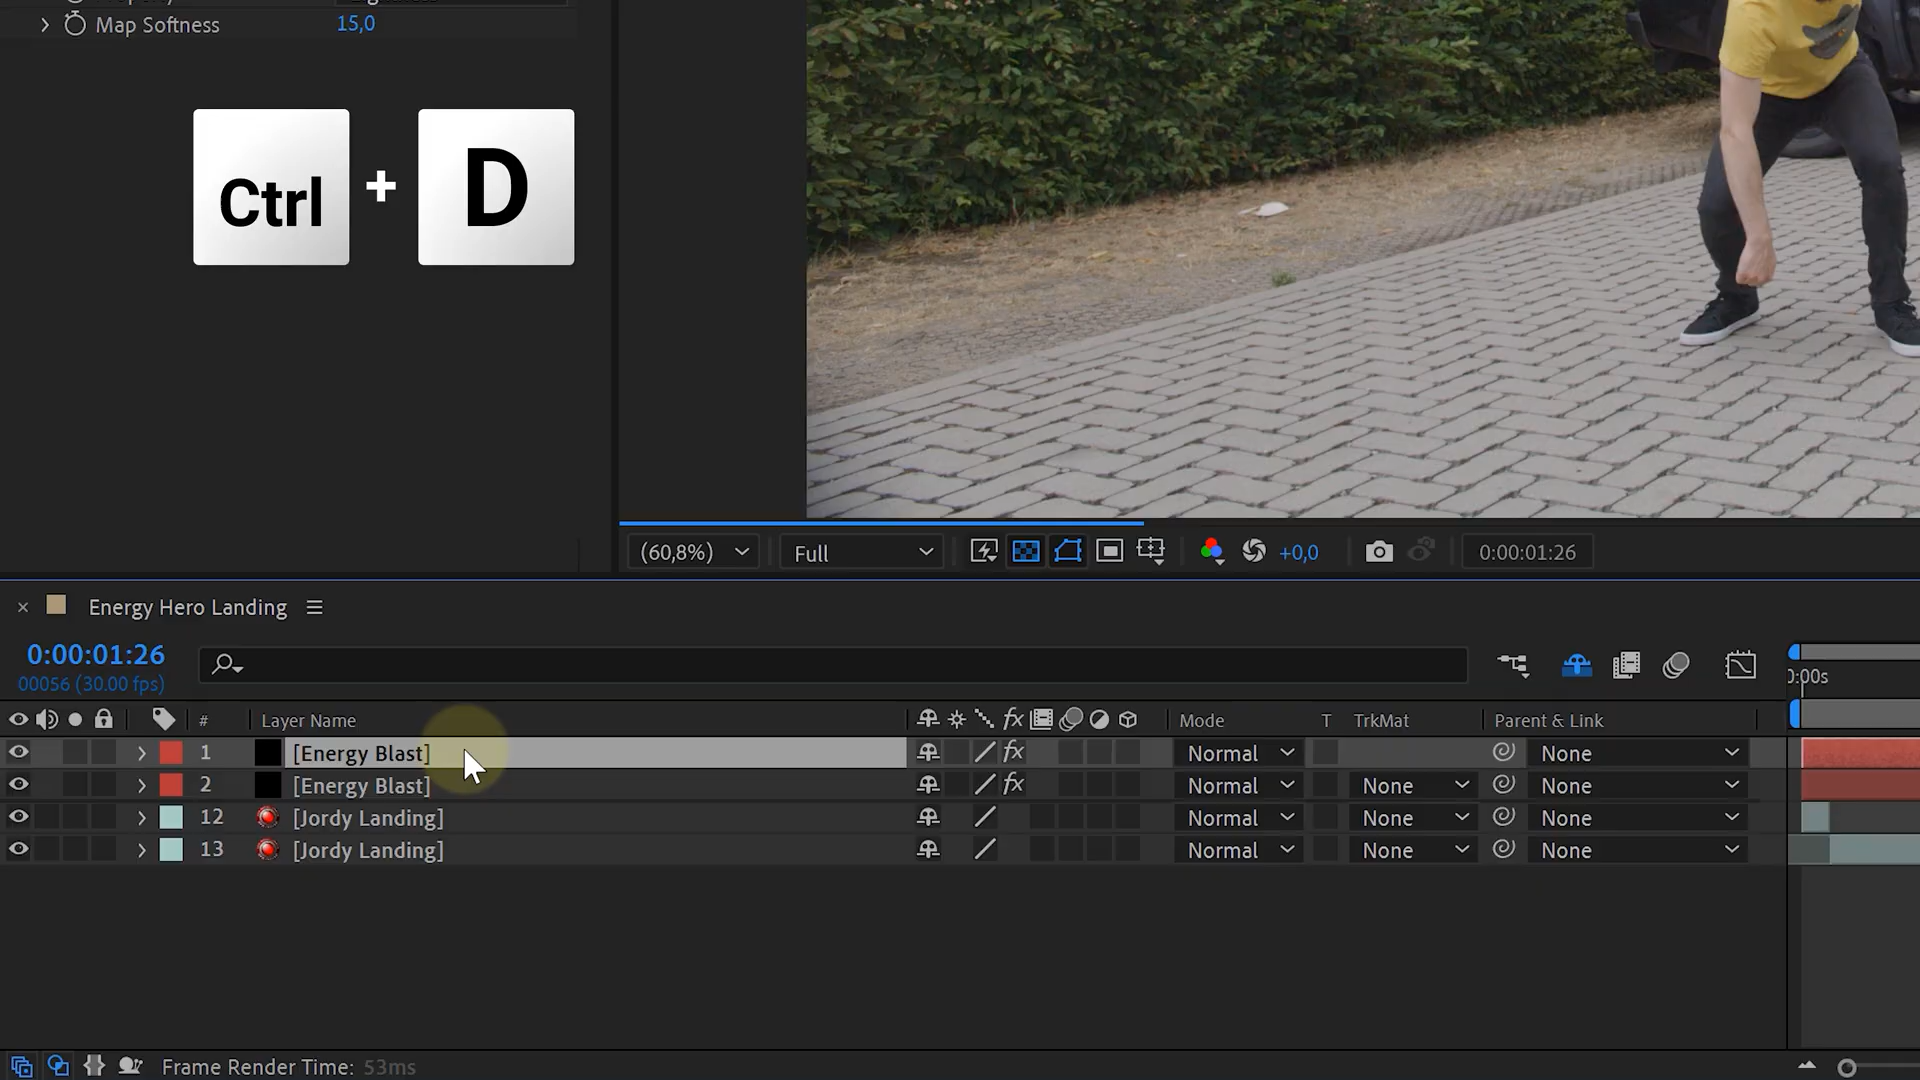 Map Softness 15,0
Ctrl + D
(60,8%) Full +0,0 0:00:01:26
Energy Hero Landing
0:00:01:26
00056 (30.00 fps)
0:00s
# Layer Name fx Mode T TrkMat Parent & Link
1 [Energy Blast] fx Normal None
2 [Energy Blast] fx Normal None None
12 [Jordy Landing] Normal None None
13 [Jordy Landing] Normal None None
Frame Render Time: 53ms